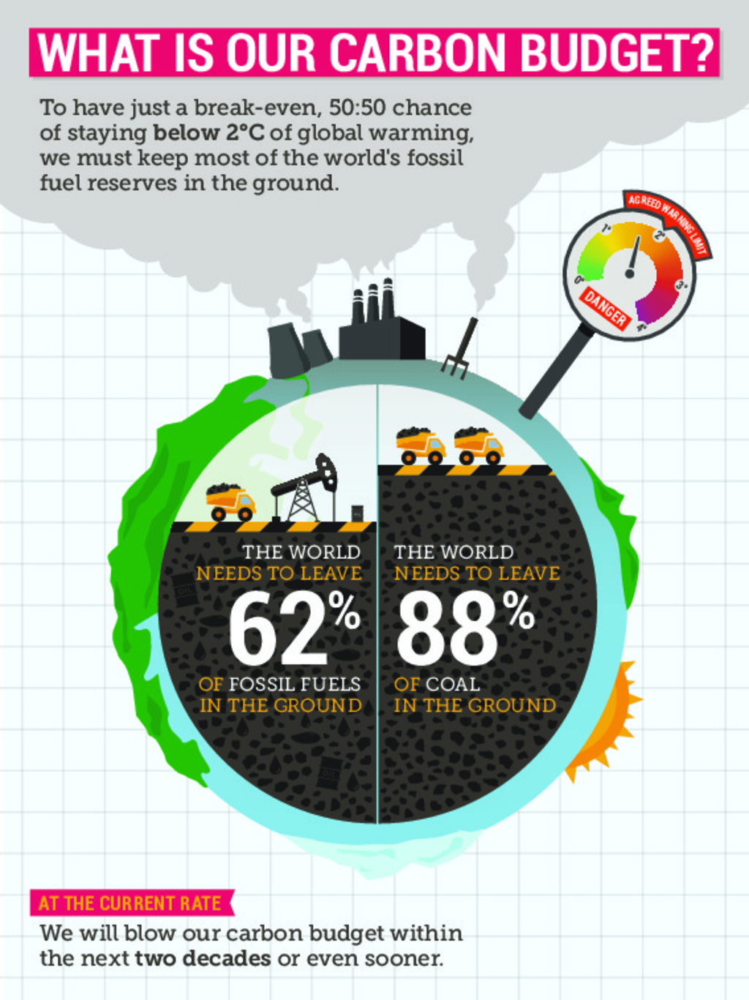 WHAT IS OUR CARBON BUDGET?
To have just a break-even, 50:50 chance
of staying below 2°C of global warming,
we must keep most of the world's fossil
fuel reserves in the ground.
AGREED WARNING LIMIT
0° 1° 2° 3° 4°
DANGER
THE WORLD
NEEDS TO LEAVE
62%
OF FOSSIL FUELS
IN THE GROUND
THE WORLD
NEEDS TO LEAVE
88%
OF COAL
IN THE GROUND
OIL
OIL
AT THE CURRENT RATE
We will blow our carbon budget within
the next two decades or even sooner.